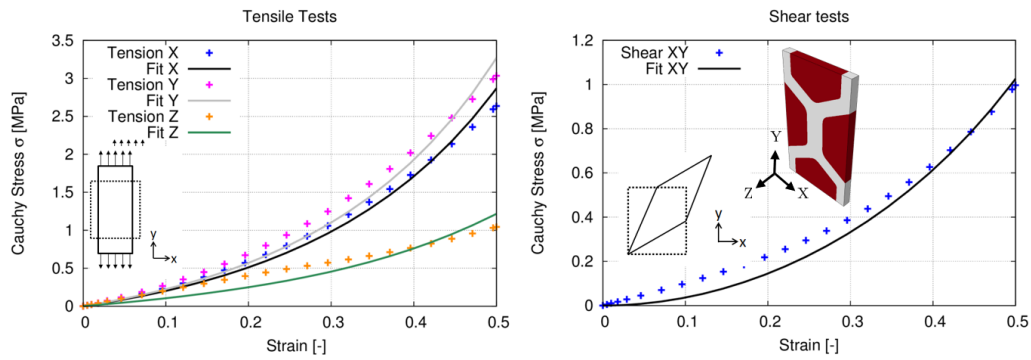 Tensile Tests
Cauchy Stress σ [MPa]
3.5
3
2.5
2
1.5
1
0.5
0
Tension X
Fit X
Tension Y
Fit Y
Tension Z
Fit Z
y
x
0 0.1 0.2 0.3 0.4 0.5
Strain [-]
Shear tests
Cauchy Stress σ [MPa]
1.2
1
0.8
0.6
0.4
0.2
0
Shear XY
Fit XY
Y
Z X
y
x
0 0.1 0.2 0.3 0.4 0.5
Strain [-]